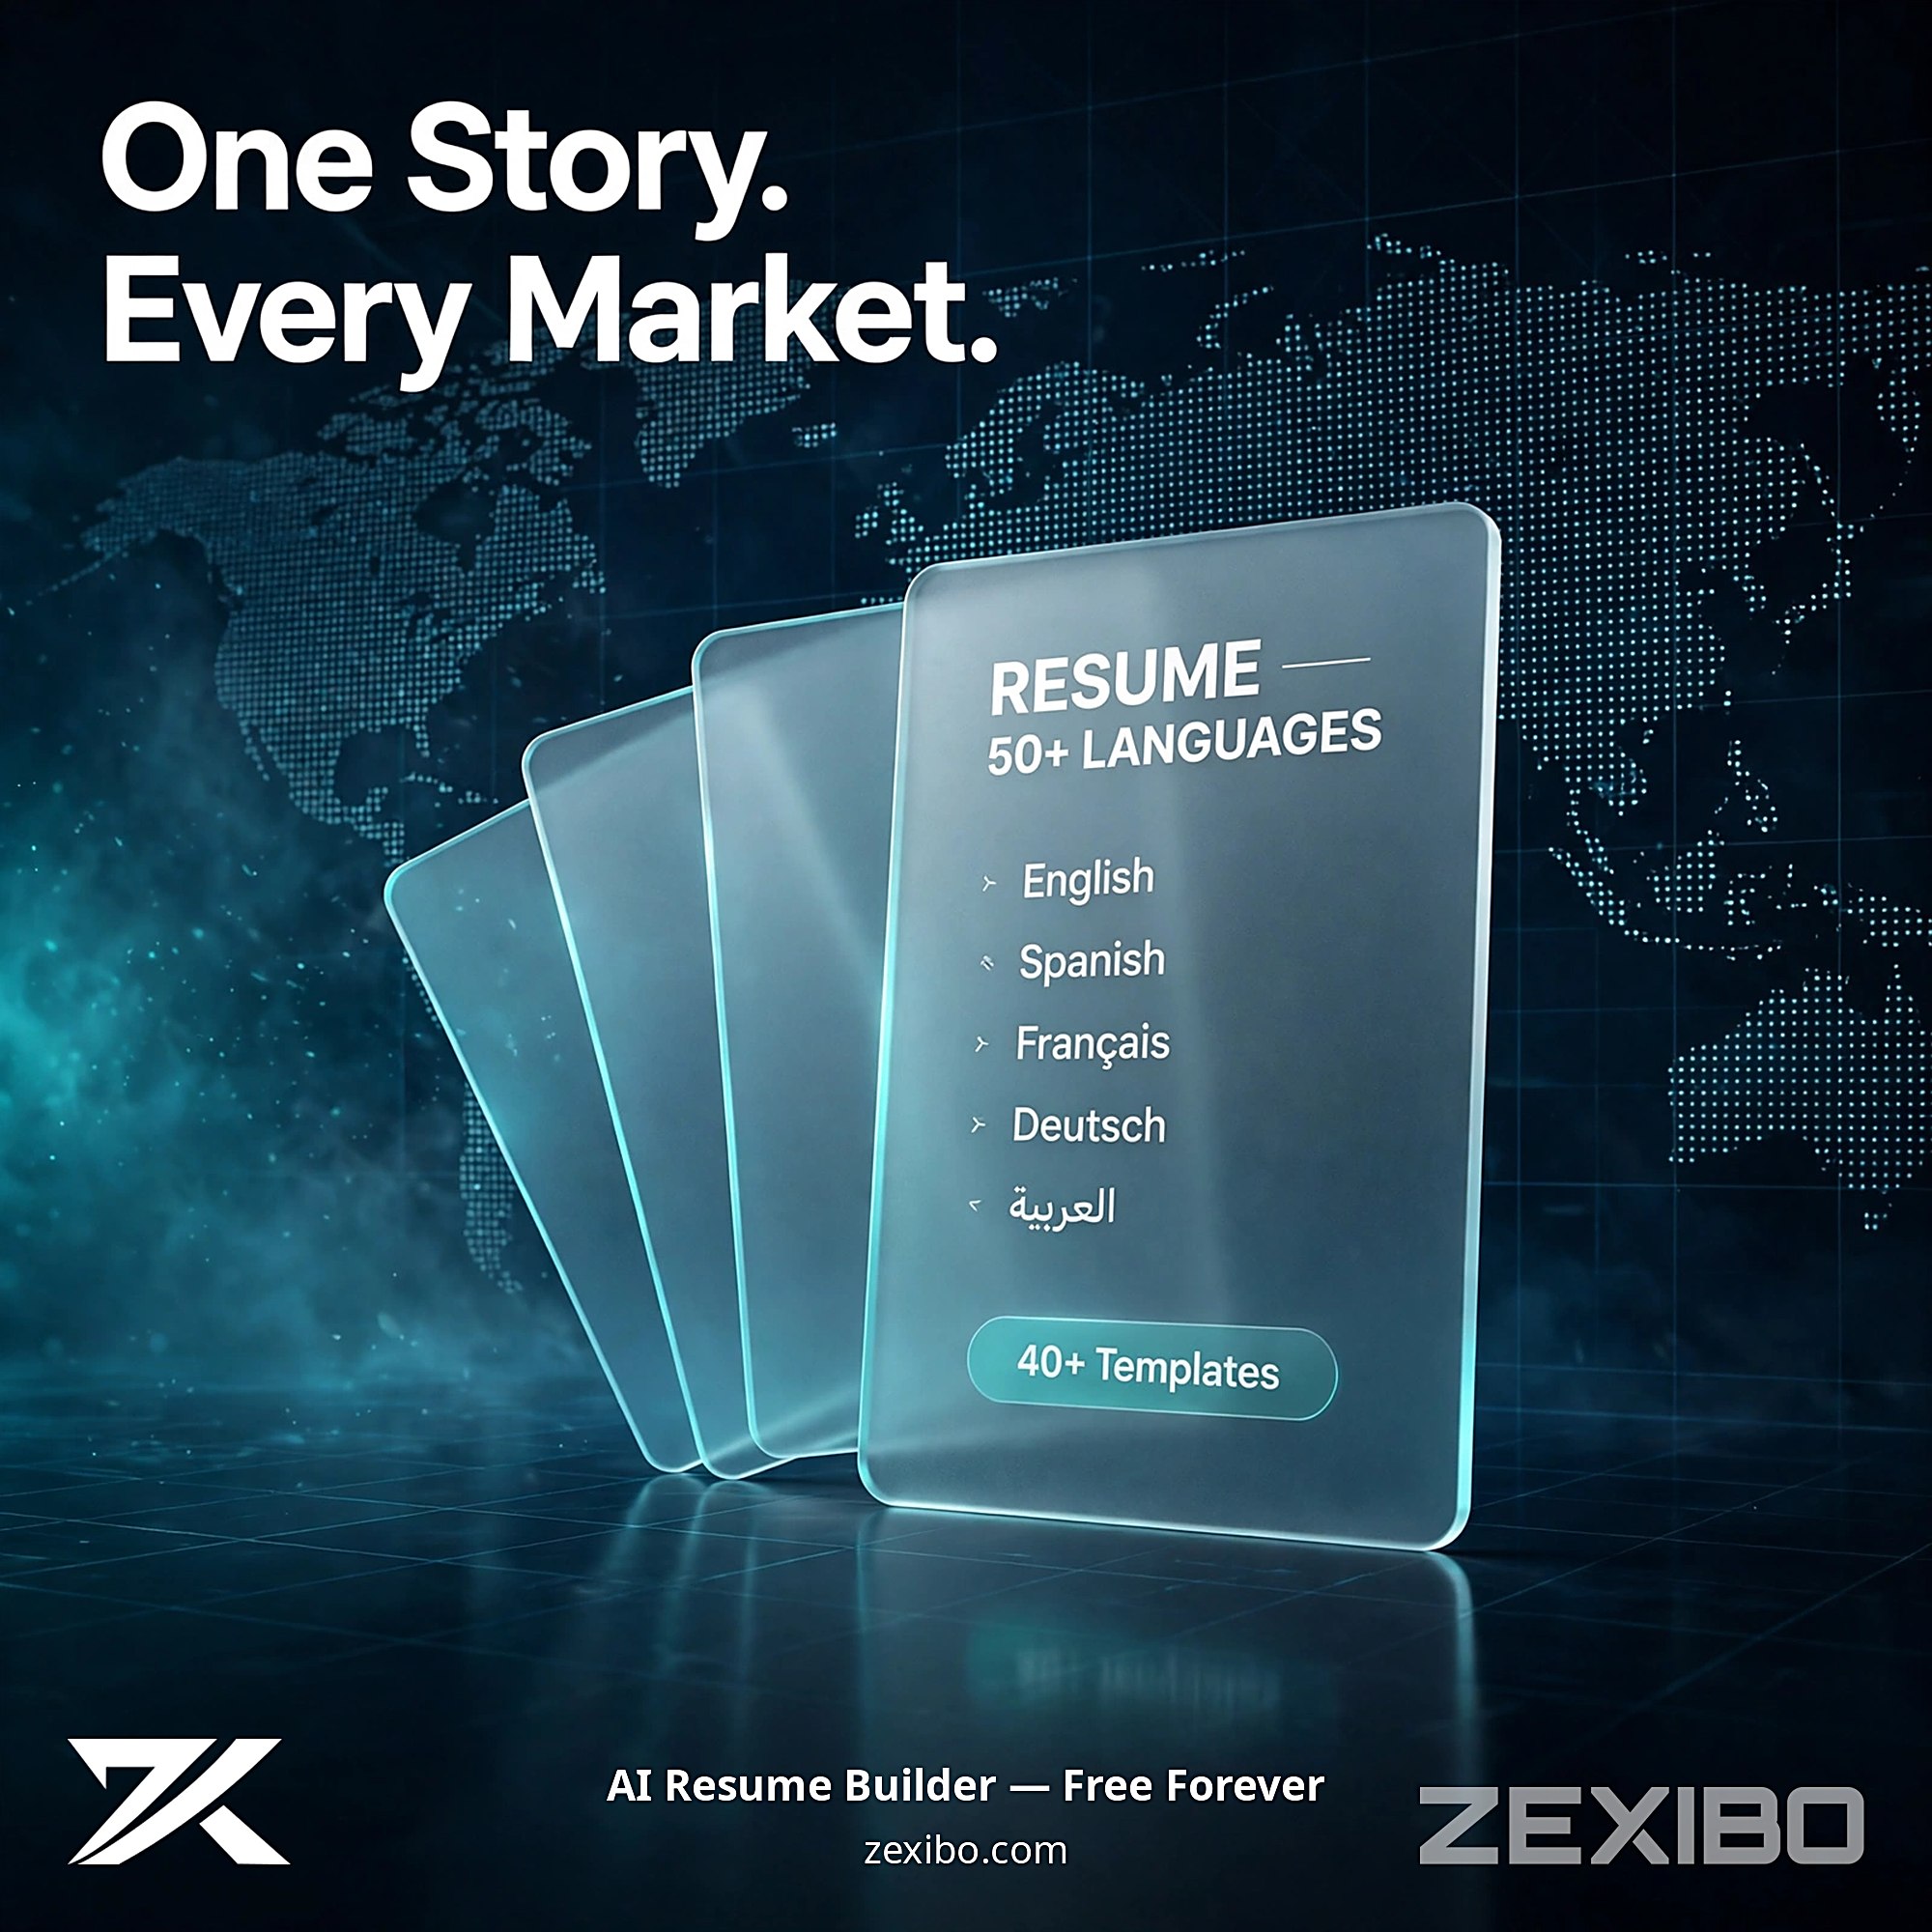 One Story.
Every Market.
RESUME —
50+ LANGUAGES
English
Spanish
Français
Deutsch
العربية
40+ Templates
AI Resume Builder — Free Forever
zexibo.com
ZEXIBO